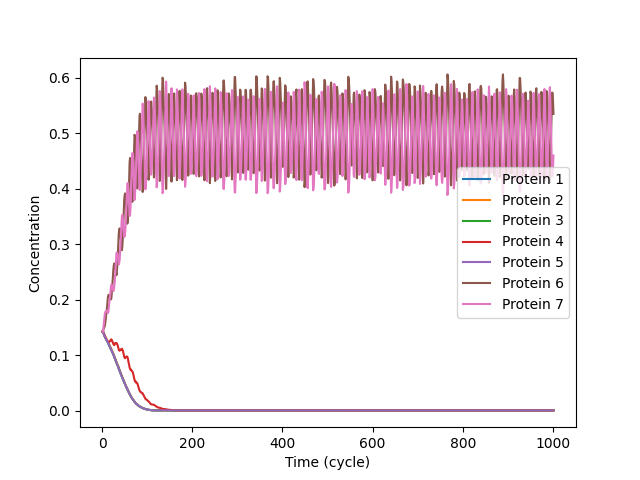 0.6
0.5
0.4
0.3
0.2
0.1
0.0
Concentration
Protein 1
Protein 2
Protein 3
Protein 4
Protein 5
Protein 6
Protein 7
0 200 400 600 800 1000
Time (cycle)